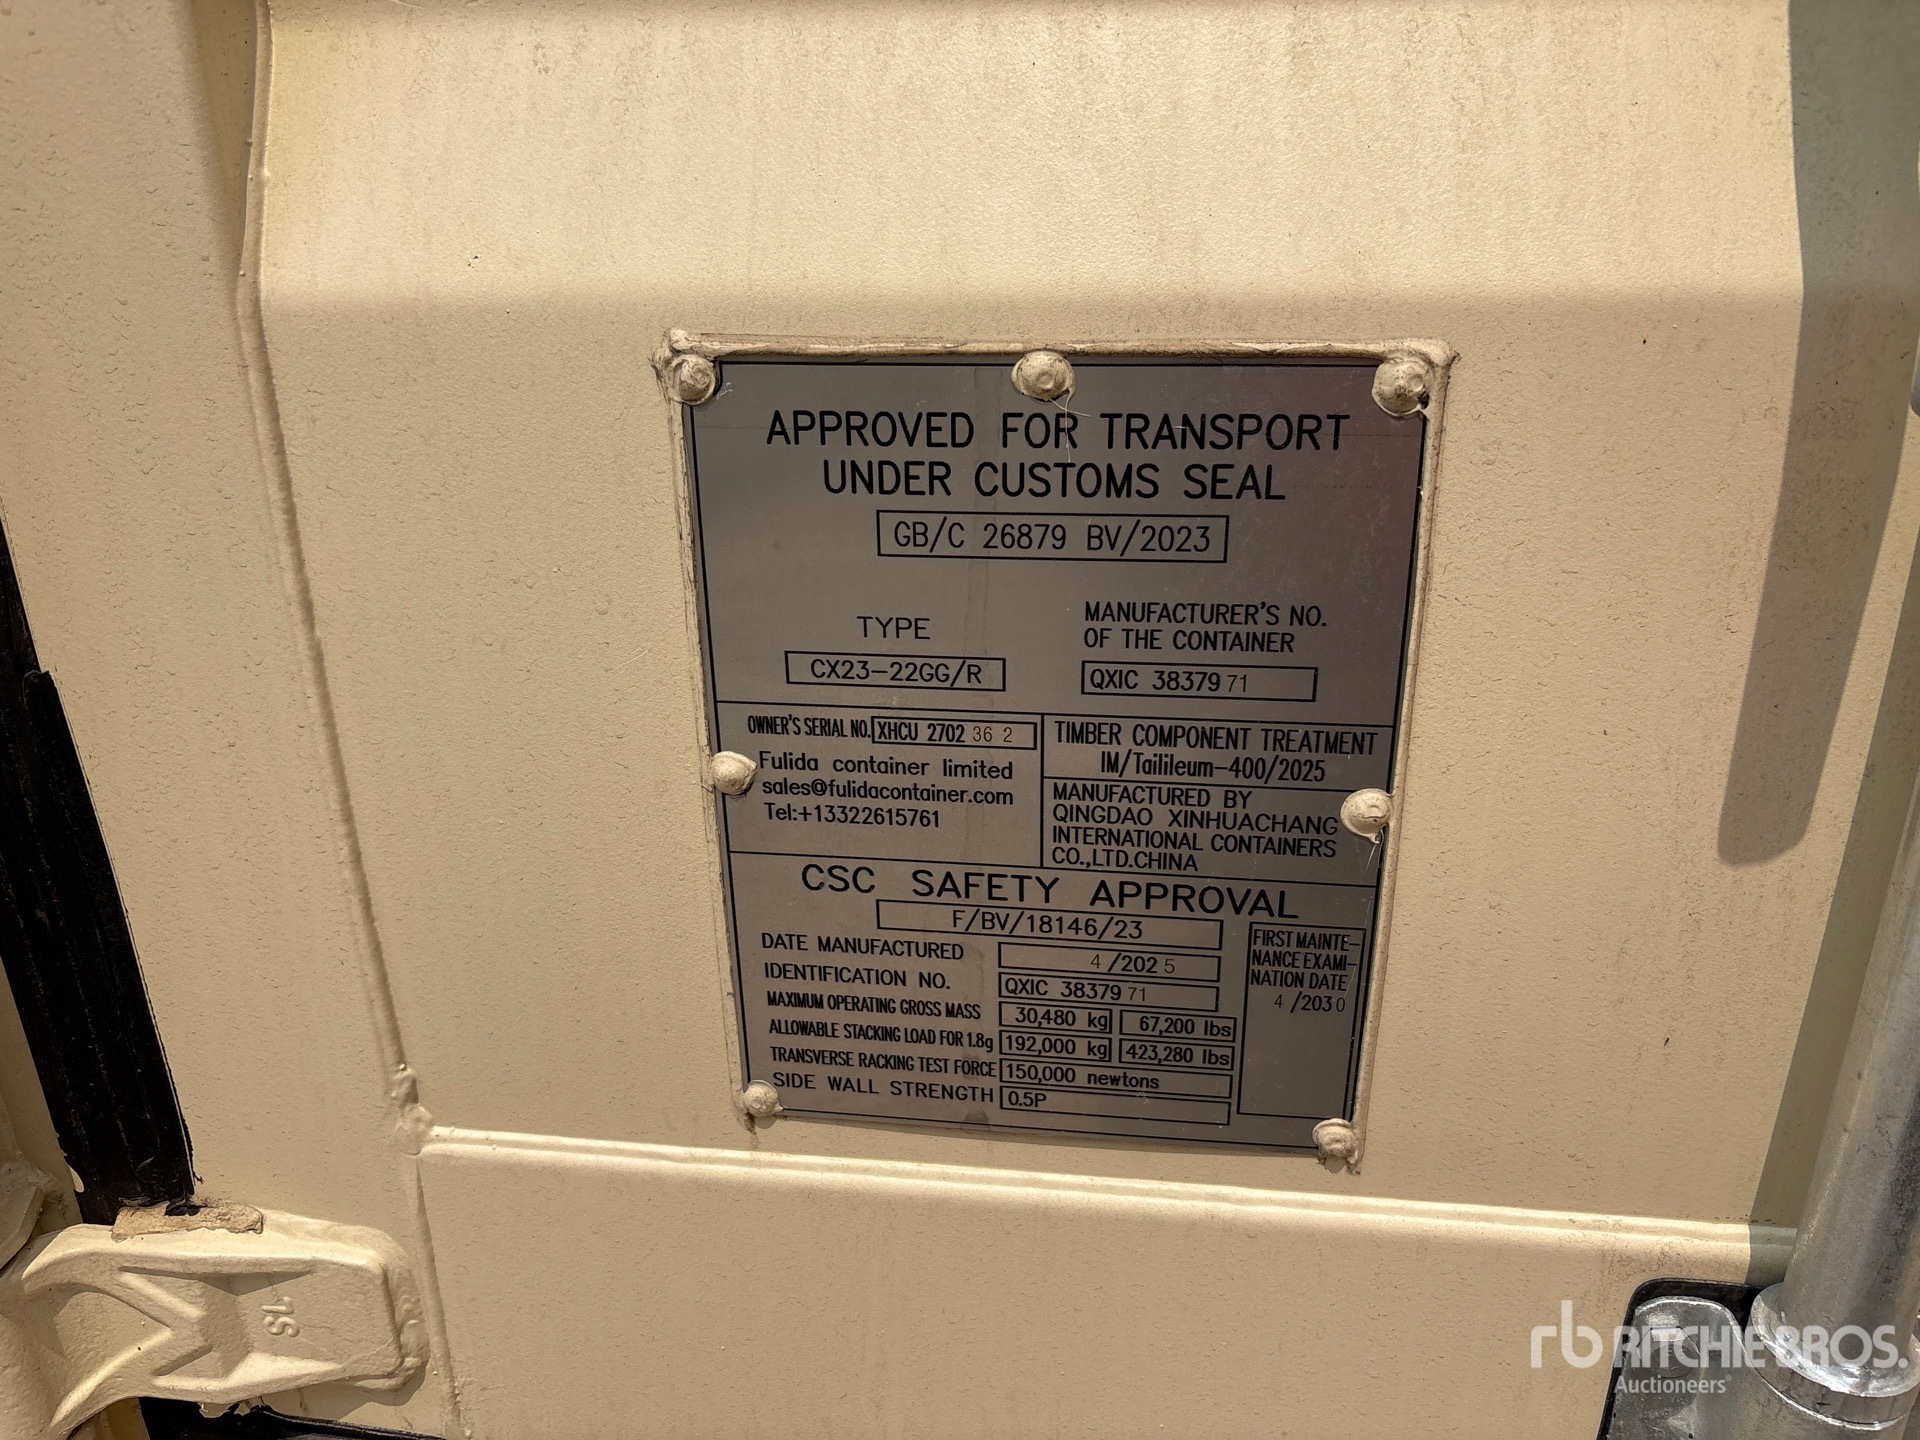 APPROVED FOR TRANSPORT
UNDER CUSTOMS SEAL
GB/C 26879 BV/2023
TYPE
CX23-22GG/R
MANUFACTURER'S NO.
OF THE CONTAINER
QXIC 3837971
OWNER'S SERIAL NO. XHCU 2702 36 2
Fulida container limited
sales@fulidacontainer.com
Tel:+13322615761
TIMBER COMPONENT TREATMENT
IM/Tailileum-400/2025
MANUFACTURED BY
QINGDAO XINHUACHANG
INTERNATIONAL CONTAINERS
CO.,LTD.CHINA
CSC SAFETY APPROVAL
F/BV/18146/23
DATE MANUFACTURED 4/2025
IDENTIFICATION NO. QXIC 3837971
MAXIMUM OPERATING GROSS MASS 30,480 kg 67,200 lbs
ALLOWABLE STACKING LOAD FOR 1.8g 192,000 kg 423,280 lbs
TRANSVERSE RACKING TEST FORCE 150,000 newtons
SIDE WALL STRENGTH 0.5P
FIRST MAINTE-
NANCE EXAMI-
NATION DATE
4/2030
rb RITCHIE BROS.
Auctioneers